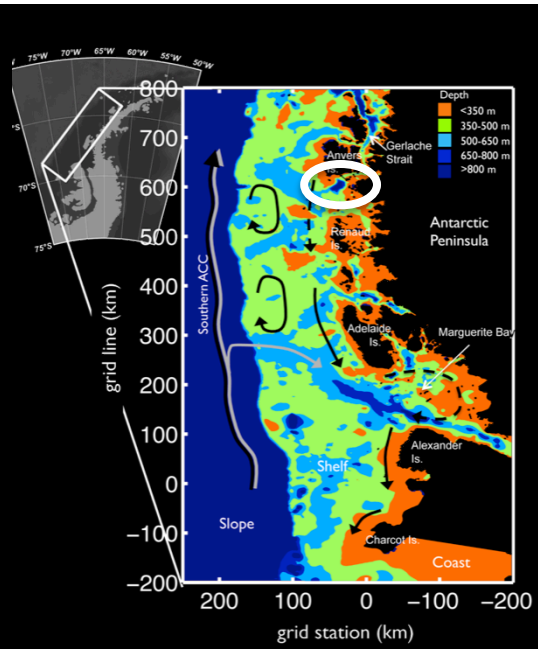 75°W 70°W 65°W 60°W 55°W 50°W
°S
70°S
75°S
800
700
600
500
400
300
200
100
0
−100
−200
grid line (km)
Depth
<350 m
350-500 m
500-650 m
650-800 m
>800 m
Gerlache
Strait
Anvers
Is.
Antarctic
Peninsula
Renaud
Is.
Southern ACC
Adelaide
Is.
Marguerite Bay
Alexander
Is.
Shelf
Slope
Charcot Is.
Coast
200 100 0 −100 −200
grid station (km)